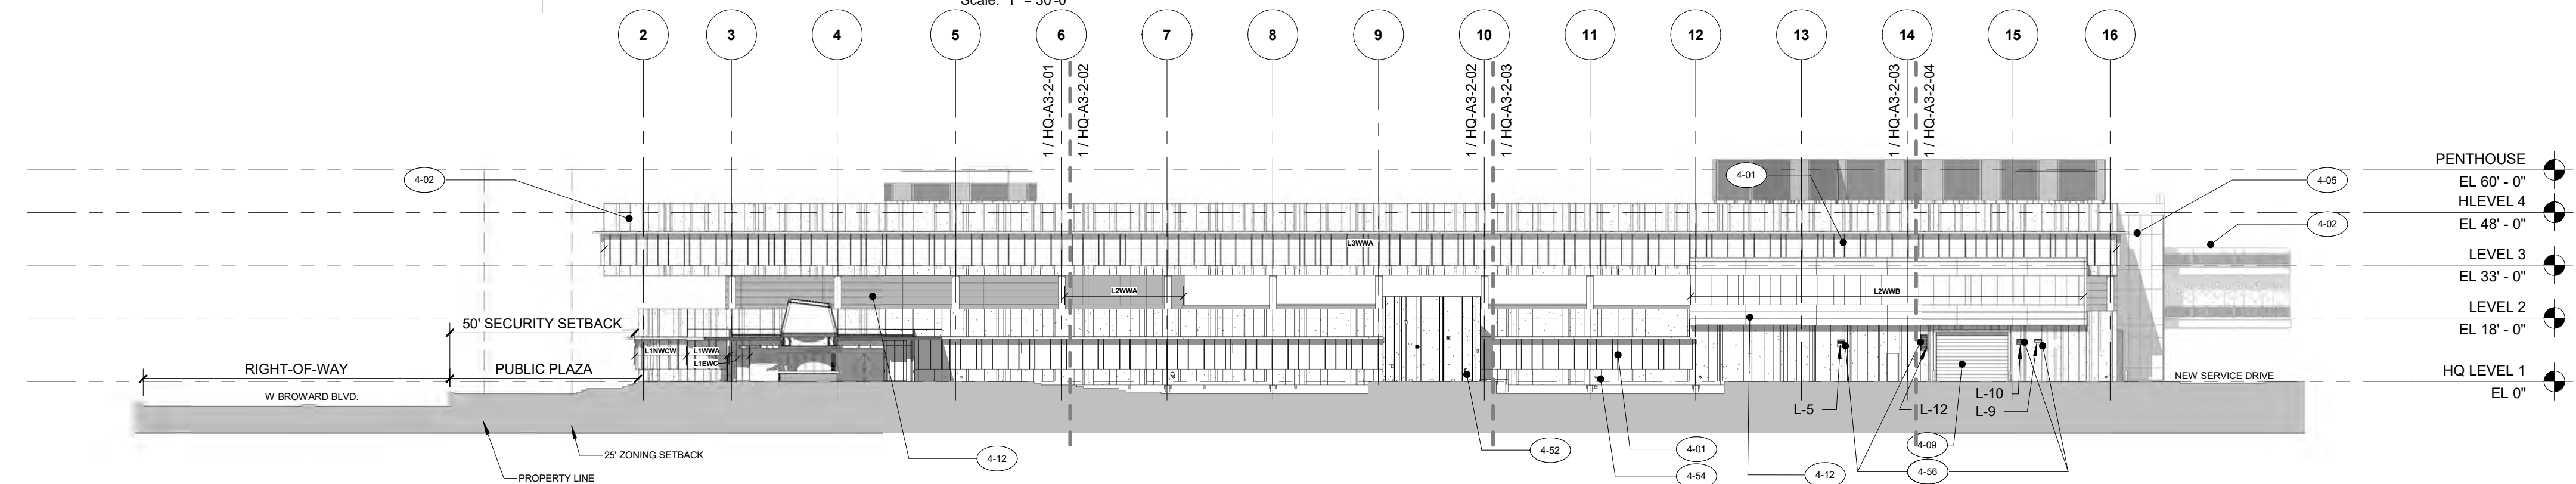 Scale: 1" = 30'-0"
2 3 4 5 6 7 8 9 10 11 12 13 14 15 16
1 / HQ-A3-2-01
1 / HQ-A3-2-02
1 / HQ-A3-2-02
1 / HQ-A3-2-03
1 / HQ-A3-2-03
1 / HQ-A3-2-04
PENTHOUSE
EL 60' - 0"
HLEVEL 4
EL 48' - 0"
LEVEL 3
EL 33' - 0"
LEVEL 2
EL 18' - 0"
HQ LEVEL 1
EL 0"
4-02
4-01
4-05
4-02
L3WWA
L2WWA
L2WWB
50' SECURITY SETBACK
L1NWCW
L1WWA
L1EWC
RIGHT-OF-WAY
PUBLIC PLAZA
W BROWARD BLVD.
NEW SERVICE DRIVE
L-5
L-12
L-10
L-9
25' ZONING SETBACK
PROPERTY LINE
4-12
4-52
4-01
4-54
4-12
4-09
4-56